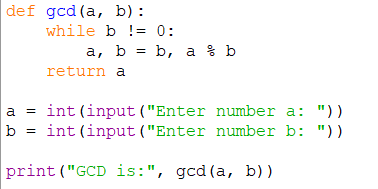 def gcd(a, b):
    while b != 0:
        a, b = b, a % b
    return a

a = int(input("Enter number a: "))
b = int(input("Enter number b: "))

print("GCD is:", gcd(a, b))